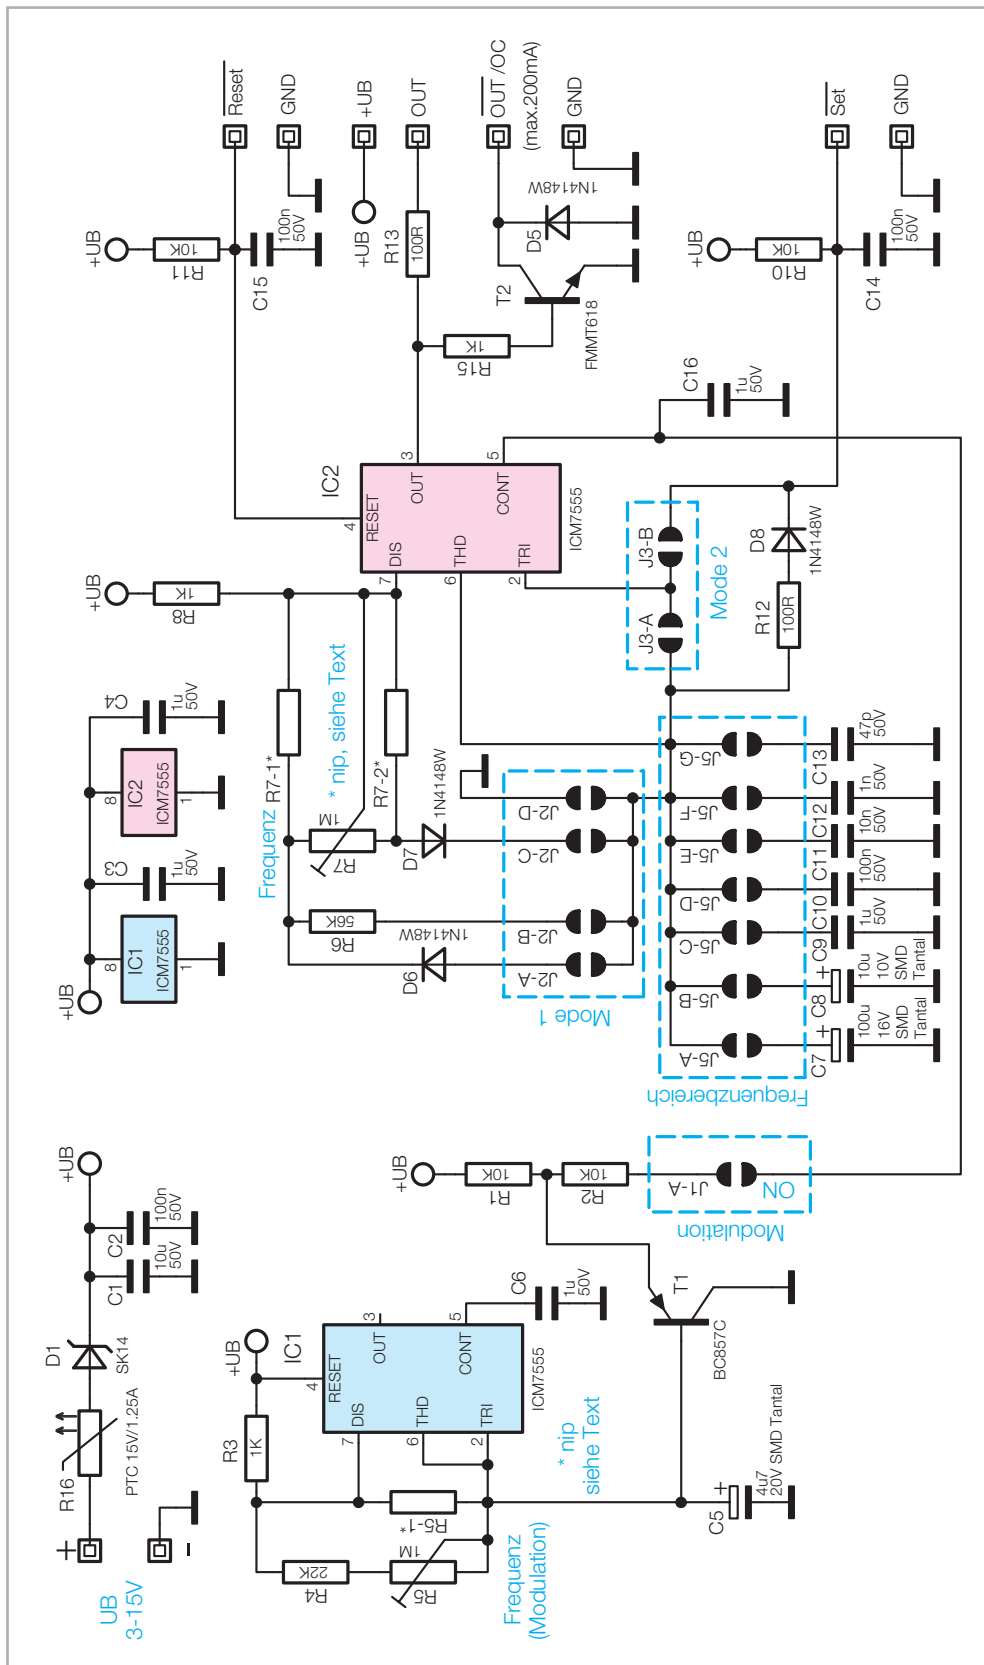 UB
3-15V
+
-
R16
PTC 15V/1.25A
D1
SK14
C1
10u
50V
C2
100n
50V
+UB
+UB
8
IC1
ICM7555
1
C3
1u
50V
8
IC2
ICM7555
1
C4
1u
50V
+UB
R11
10K
Reset
GND
C15
100n
50V
+UB
+UB
R13
100R
OUT
OUT /OC
(max.200mA)
GND
R15
1K
T2
FMMT618
D5
1N4148W
+UB
R8
1K
IC2
4
RESET
3
OUT
7
DIS
6
THD
2
TRI
5
CONT
ICM7555
C16
1u
50V
Frequenz
R7-1*
* nip, siehe Text
R7
1M
R7-2*
D7
1N4148W
R6
56K
D6
1N4148W
J2-A
J2-B
J2-C
J2-D
Mode 1
J3-A
J3-B
Mode 2
R12
100R
D8
1N4148W
+UB
R10
10K
Set
GND
C14
100n
50V
Frequenzbereich
J5-A
J5-B
J5-C
J5-D
J5-E
J5-F
J5-G
C7
+
100u
16V
SMD
Tantal
C8
+
10u
10V
SMD
Tantal
C9
1u
50V
C10
100n
50V
C11
10n
50V
C12
1n
50V
C13
47p
50V
+UB
R1
10K
R2
10K
J1-A
ON
Modulation
T1
BC857C
+UB
R3
1K
IC1
4
RESET
3
OUT
7
DIS
6
THD
2
TRI
5
CONT
ICM7555
C6
1u
50V
R4
22K
R5
1M
R5-1*
* nip
siehe Text
Frequenz
(Modulation)
C5
+
4u7
20V SMD Tantal